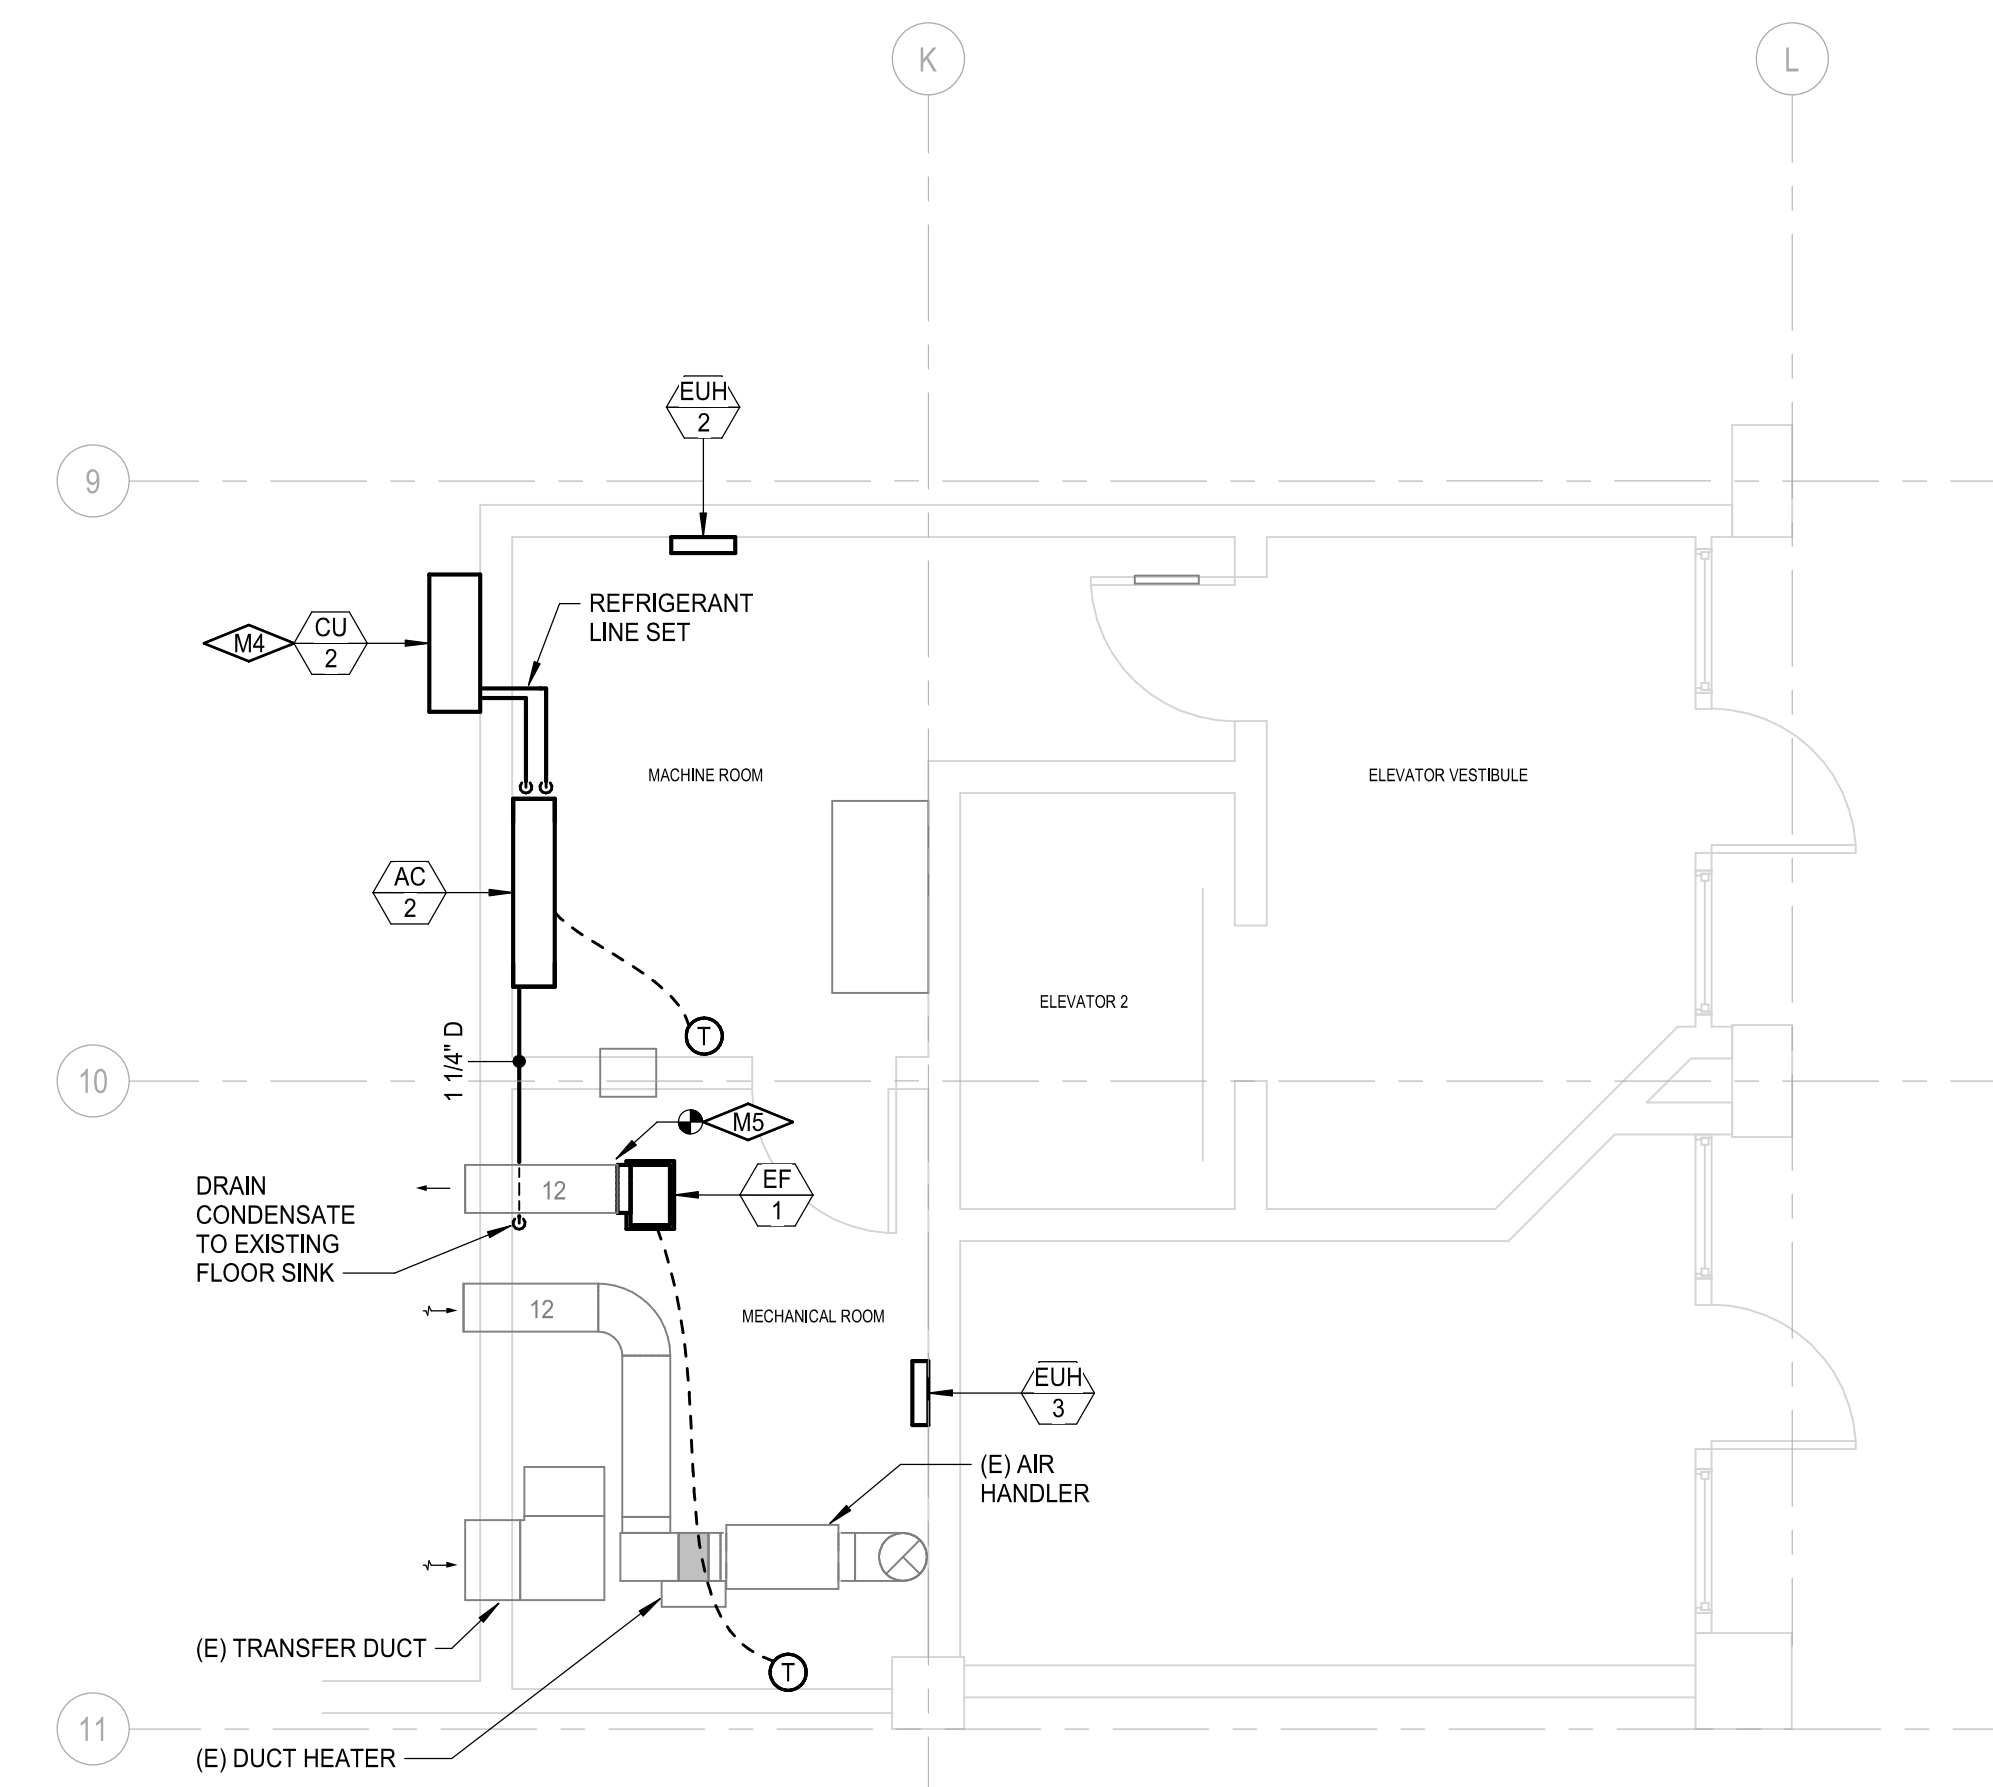 K
L
EUH
2
9
REFRIGERANT
LINE SET
M4
CU
2
MACHINE ROOM
ELEVATOR VESTIBULE
AC
2
ELEVATOR 2
T
1 1/4" D
10
M5
DRAIN
CONDENSATE
TO EXISTING
FLOOR SINK
12
EF
1
12
MECHANICAL ROOM
EUH
3
(E) AIR
HANDLER
(E) TRANSFER DUCT
T
11
(E) DUCT HEATER